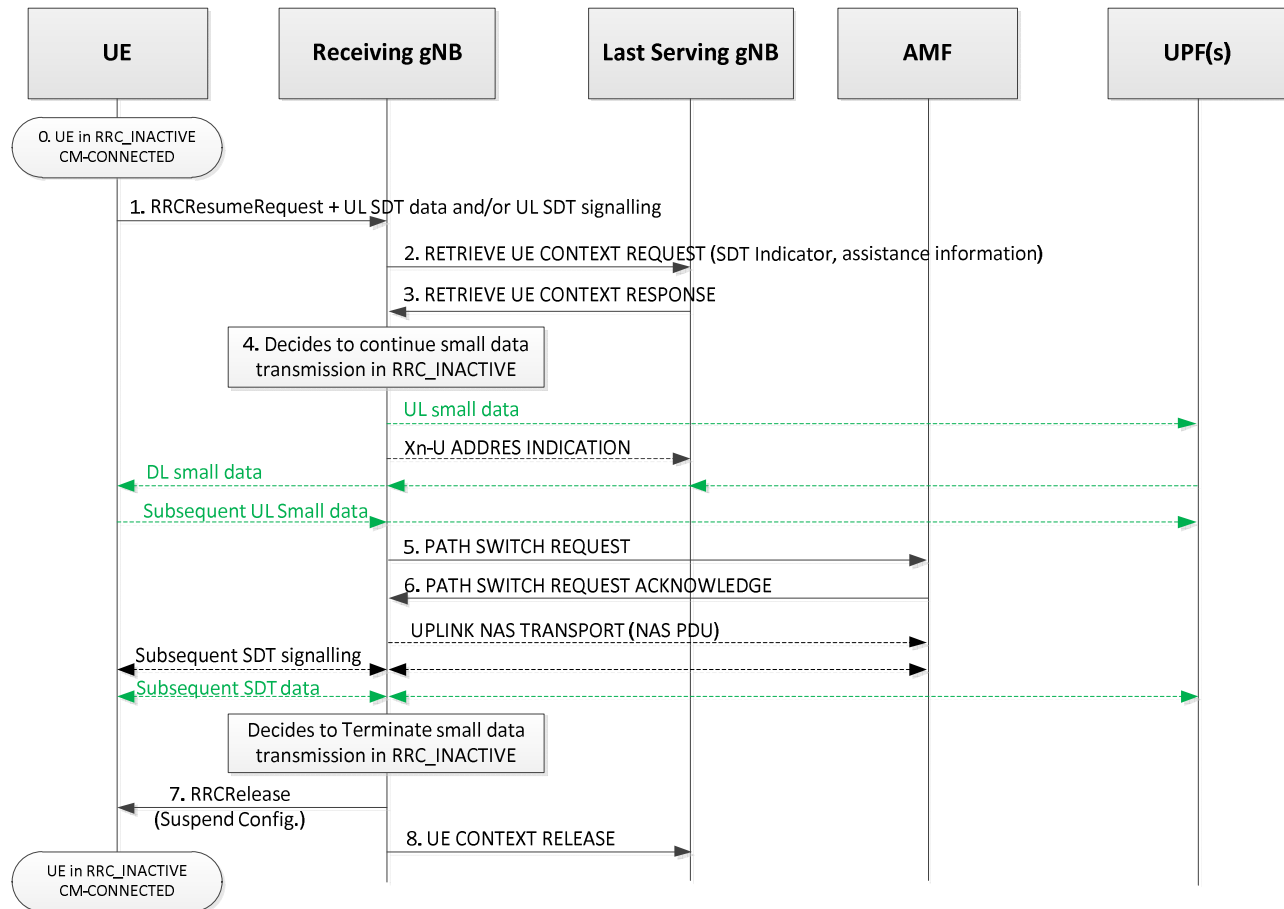 UE
Receiving gNB
Last Serving gNB
AMF
UPF(s)
0. UE in RRC_INACTIVE
CM-CONNECTED
1. RRCResumeRequest + UL SDT data and/or UL SDT signalling
2. RETRIEVE UE CONTEXT REQUEST (SDT Indicator, assistance information)
3. RETRIEVE UE CONTEXT RESPONSE
4. Decides to continue small data
transmission in RRC_INACTIVE
UL small data
Xn-U ADDRES INDICATION
DL small data
Subsequent UL Small data
5. PATH SWITCH REQUEST
6. PATH SWITCH REQUEST ACKNOWLEDGE
UPLINK NAS TRANSPORT (NAS PDU)
Subsequent SDT signalling
Subsequent SDT data
Decides to Terminate small data
transmission in RRC_INACTIVE
7. RRCRelease
(Suspend Config.)
8. UE CONTEXT RELEASE
UE in RRC_INACTIVE
CM-CONNECTED